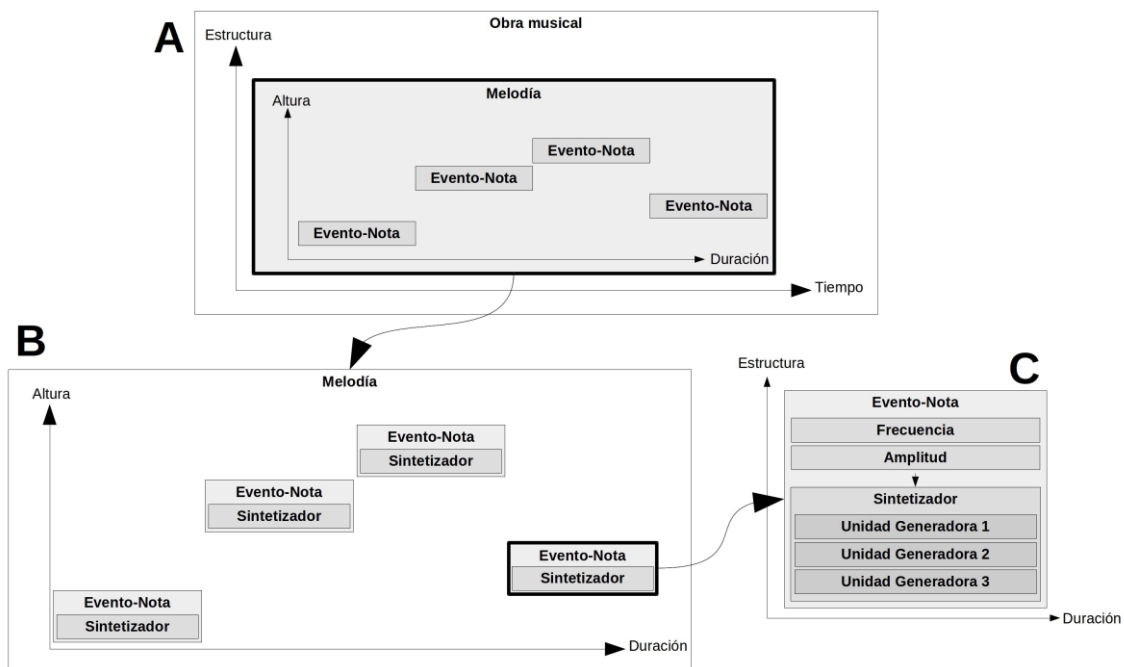 A
Obra musical
Estructura
Melodía
Altura
Evento-Nota
Evento-Nota
Evento-Nota
Evento-Nota
Duración
Tiempo
B
Melodía
Altura
Evento-Nota
Sintetizador
Evento-Nota
Sintetizador
Evento-Nota
Sintetizador
Evento-Nota
Sintetizador
Duración
C
Estructura
Evento-Nota
Frecuencia
Amplitud
Sintetizador
Unidad Generadora 1
Unidad Generadora 2
Unidad Generadora 3
Duración